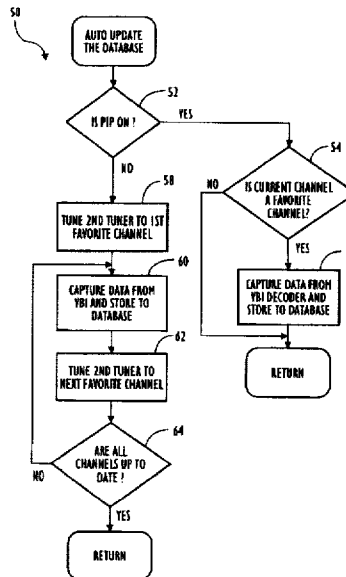 50
AUTO UPDATE
THE DATABASE
52
IS PIP ON ?
YES
NO
54
IS CURRENT CHANNEL
A FAVORITE
CHANNEL?
NO
YES
58
TUNE 2ND TUNER TO 1ST
FAVORITE CHANNEL
60
CAPTURE DATA FROM
VBI AND STORE TO
DATABASE
CAPTURE DATA FROM
VBI DECODER AND
STORE TO DATABASE
62
TUNE 2ND TUNER TO
NEXT FAVORITE CHANNEL
RETURN
64
ARE ALL
CHANNELS UP TO
DATE ?
NO
YES
RETURN